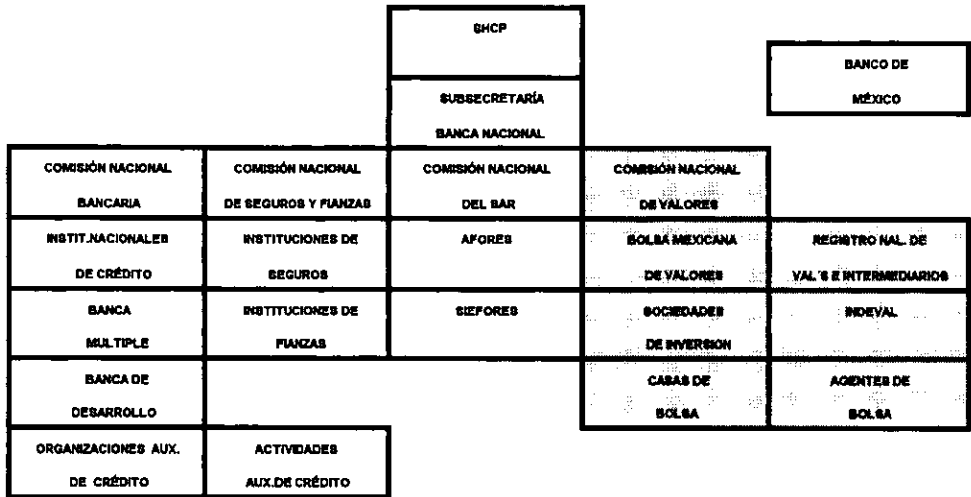 SHCP
BANCO DE
MÉXICO
SUBSECRETARÍA
BANCA NACIONAL
COMISIÓN NACIONAL
BANCARIA
COMISIÓN NACIONAL
DE SEGUROS Y FIANZAS
COMISIÓN NACIONAL
DEL SAR
COMISIÓN NACIONAL
DE VALORES
INSTIT.NACIONALES
DE CRÉDITO
INSTITUCIONES DE
SEGUROS
AFORES
BOLSA MEXICANA
DE VALORES
REGISTRO NAL. DE
VAL´S E INTERMEDIARIOS
BANCA
MULTIPLE
INSTITUCIONES DE
FIANZAS
SIEFORES
SOCIEDADES
DE INVERSION
INDEVAL
BANCA DE
DESARROLLO
CASAS DE
BOLSA
AGENTES DE
BOLSA
ORGANIZACIONES AUX.
DE CRÉDITO
ACTIVIDADES
AUX.DE CRÉDITO